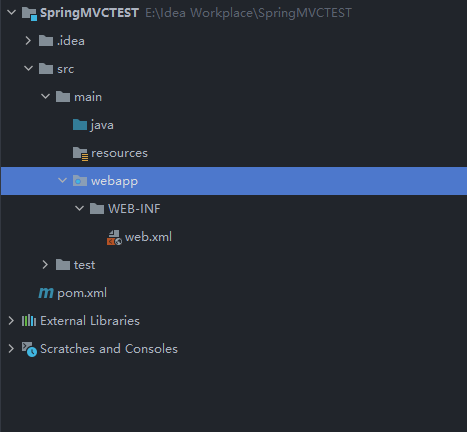 SpringMVCTEST E:\Idea Workplace\SpringMVCTEST
.idea
src
main
java
resources
webapp
WEB-INF
web.xml
test
m pom.xml
External Libraries
Scratches and Consoles